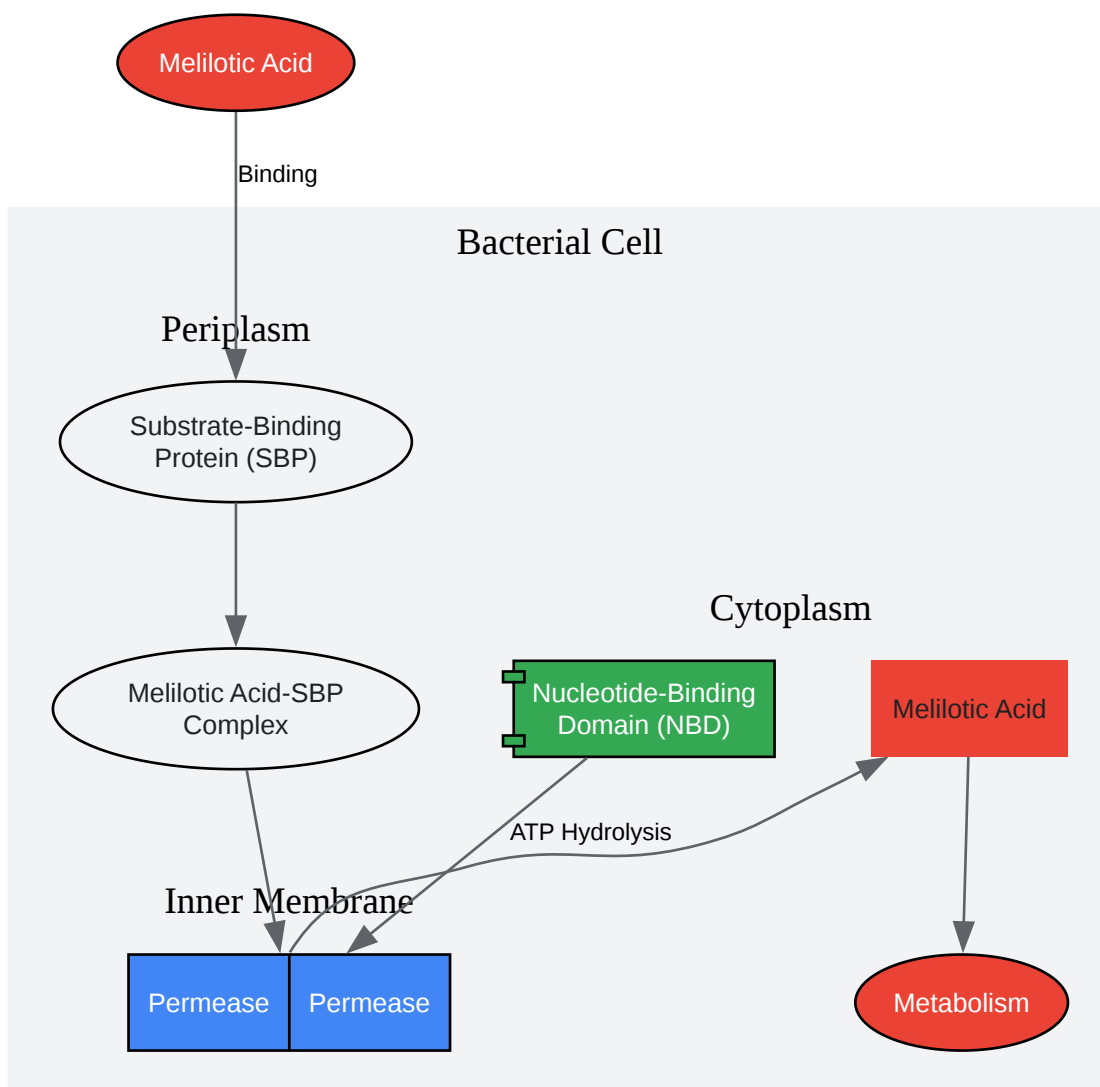 Melilotic Acid
Binding
Bacterial Cell
Periplasm
Substrate-Binding
Protein (SBP)
Cytoplasm
Melilotic Acid-SBP
Complex
Nucleotide-Binding
Domain (NBD)
Melilotic Acid
ATP Hydrolysis
Inner Membrane
Permease
Permease
Metabolism